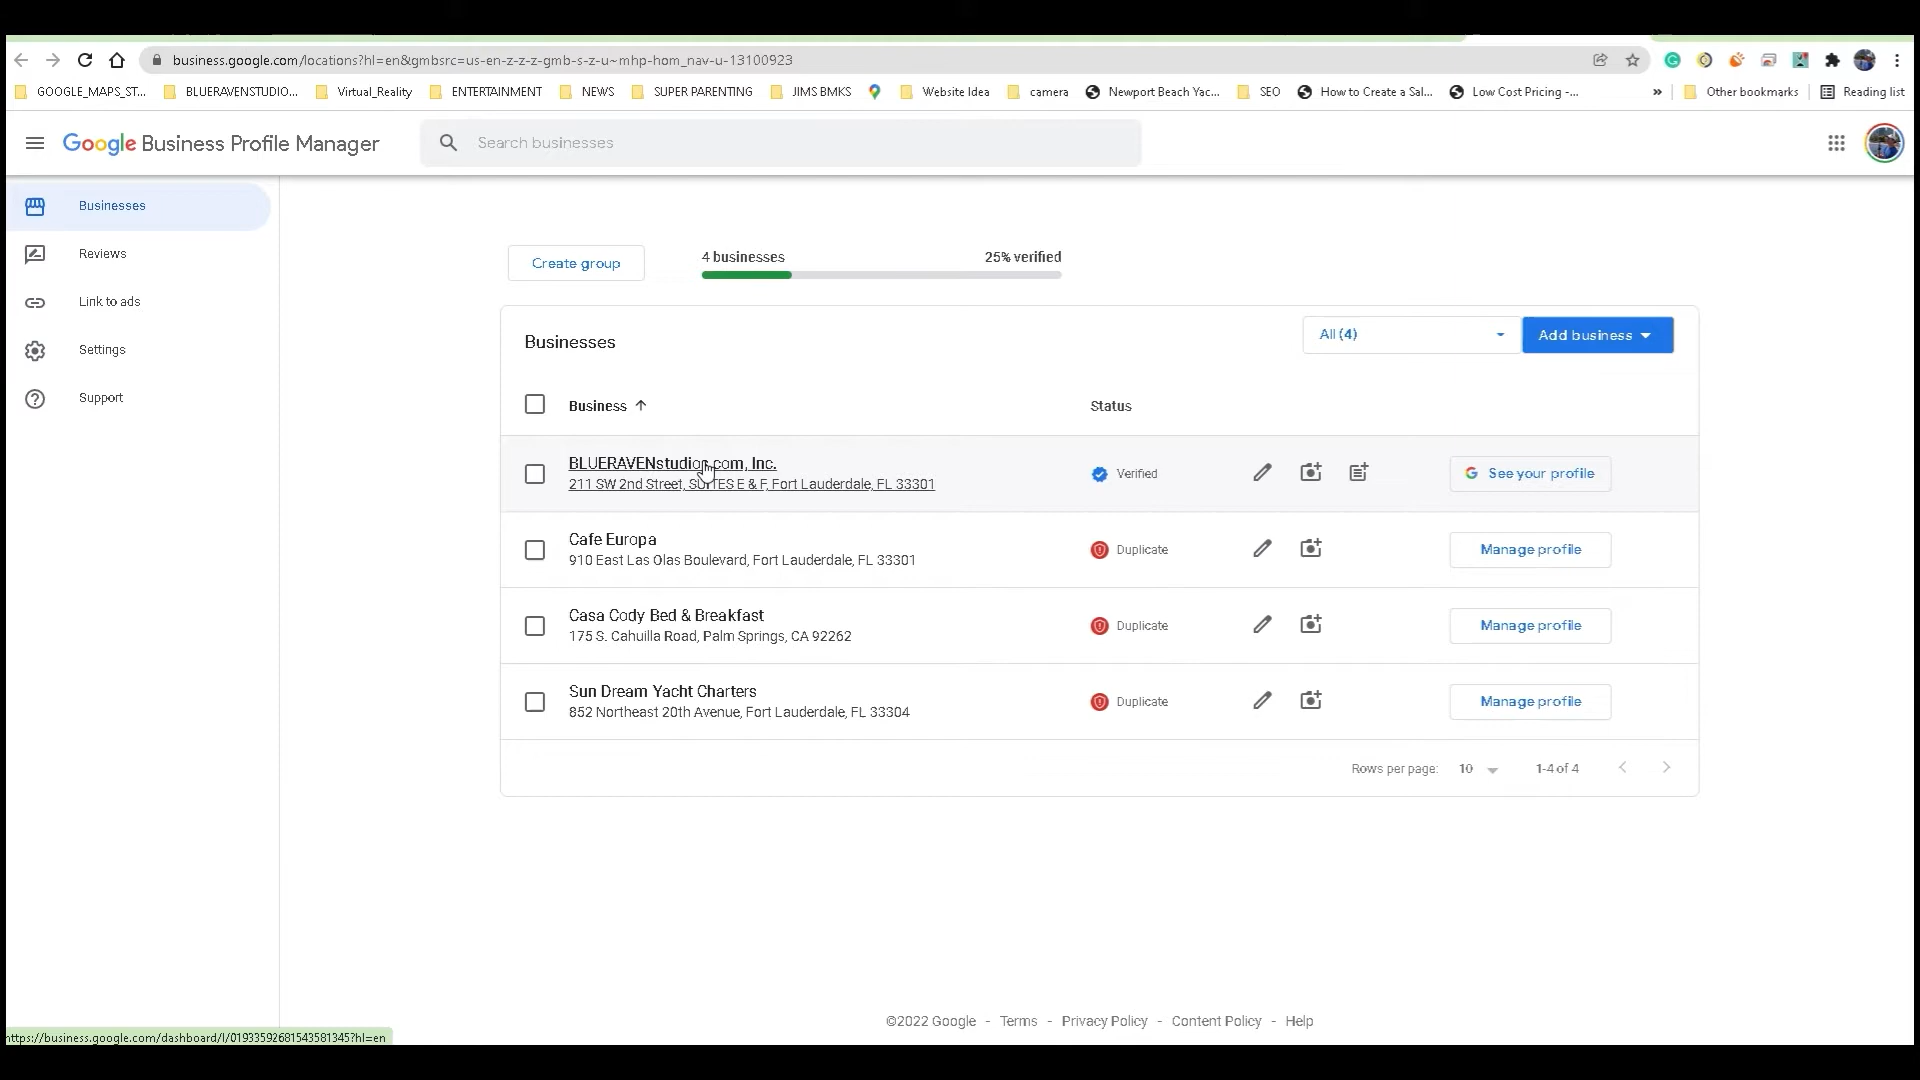 business.google.com/locations?hl=en&gmbsrc=us-en-z-z-z-gmb-s-z-u~mhp-hom_nav-u-13100923
GOOGLE_MAPS_ST... BLUERAVENSTUDIO... Virtual_Reality ENTERTAINMENT NEWS SUPER PARENTING JIMS BMKS Website Idea camera Newport Beach Yac... SEO How to Create a Sal... Low Cost Pricing -... » Other bookmarks Reading list
Google Business Profile Manager Search businesses
Businesses
Reviews
Link to ads
Settings
Support
Create group 4 businesses 25% verified
Businesses All (4) Add business
Business Status
BLUERAVENstudios.com, Inc. Verified See your profile
211 SW 2nd Street, SUITES E & F, Fort Lauderdale, FL 33301
Cafe Europa Duplicate Manage profile
910 East Las Olas Boulevard, Fort Lauderdale, FL 33301
Casa Cody Bed & Breakfast Duplicate Manage profile
175 S. Cahuilla Road, Palm Springs, CA 92262
Sun Dream Yacht Charters Duplicate Manage profile
852 Northeast 20th Avenue, Fort Lauderdale, FL 33304
Rows per page: 10 1-4 of 4
©2022 Google - Terms - Privacy Policy - Content Policy - Help
https://business.google.com/dashboard/l/01933592681543581345?hl=en